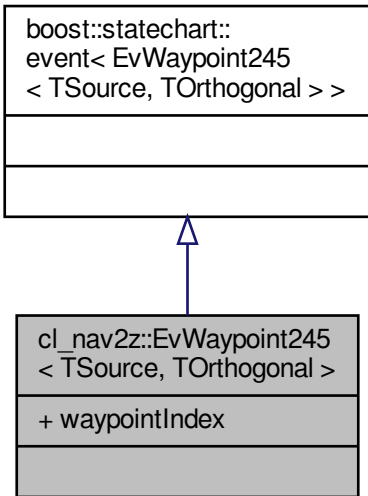 boost::statechart::
event< EvWaypoint245
< TSource, TOrthogonal > >
cl_nav2z::EvWaypoint245
< TSource, TOrthogonal >
+ waypointIndex